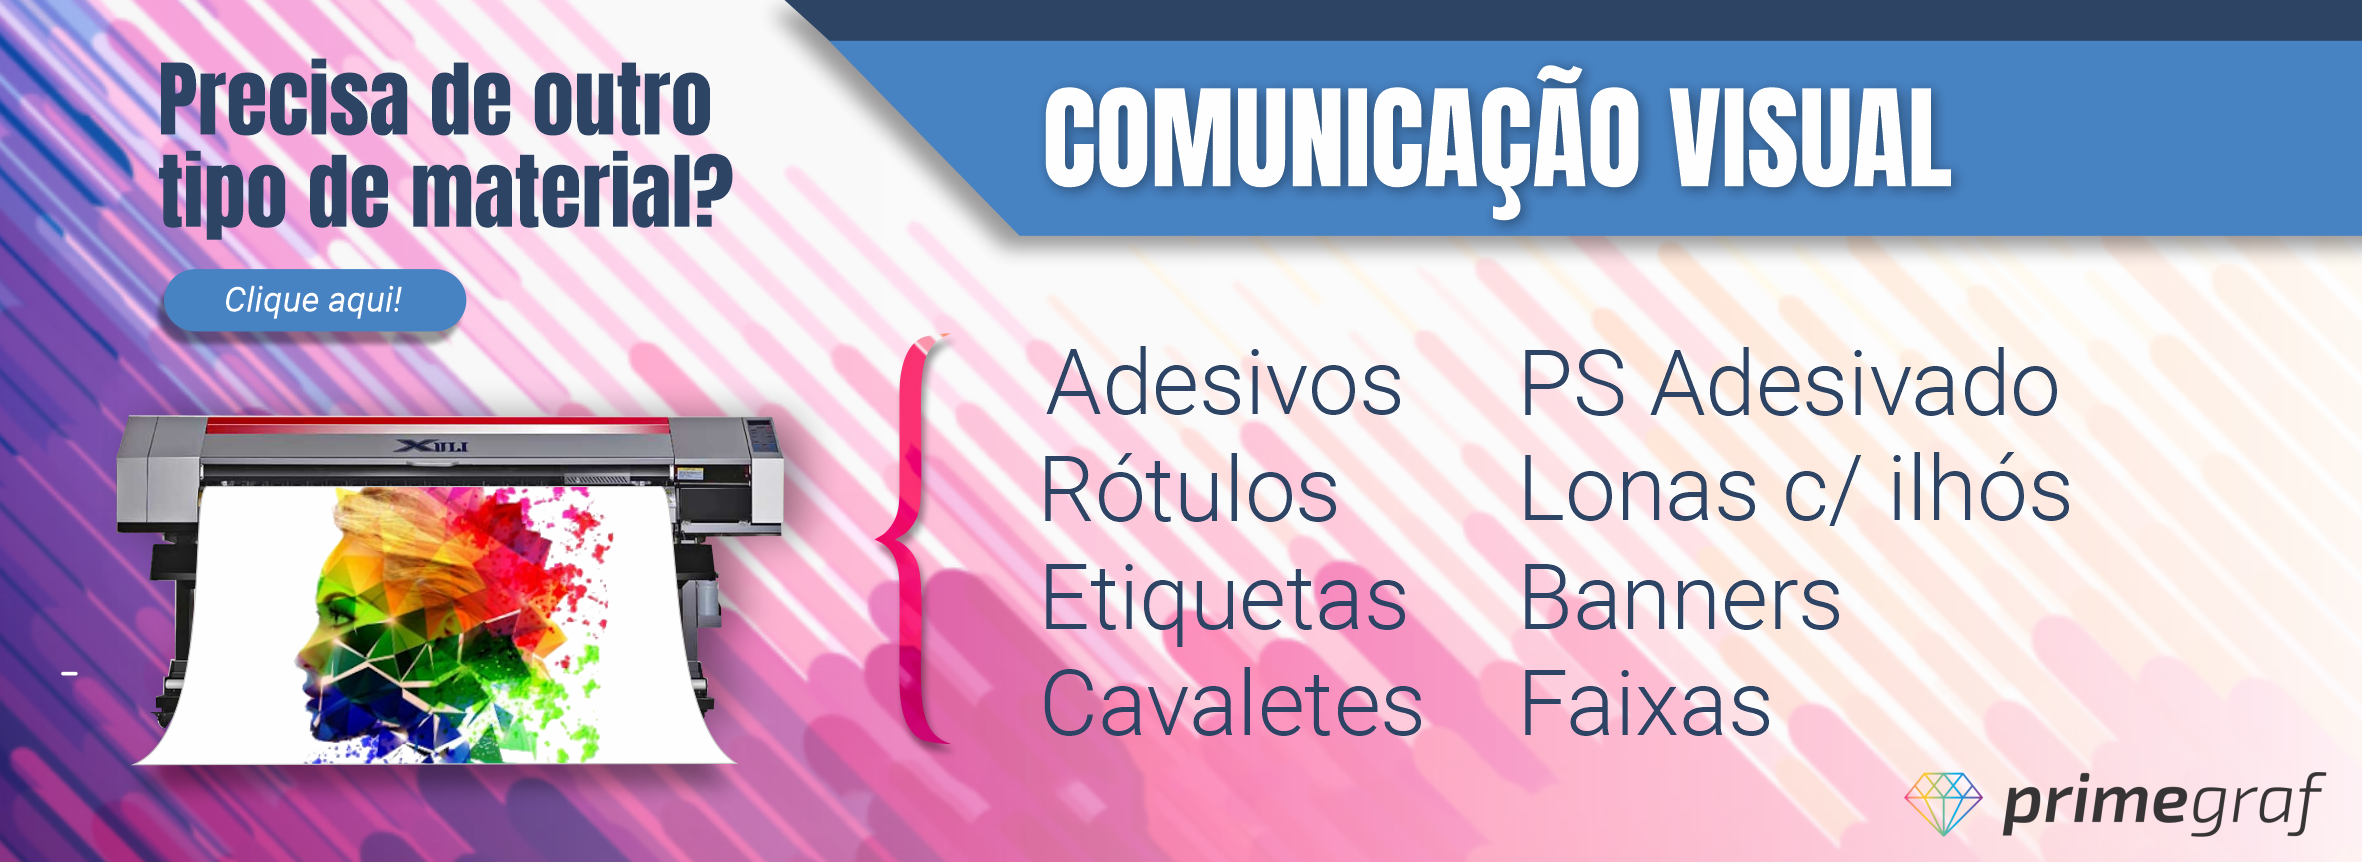 Precisa de outro
tipo de material?
Clique aqui!
XULI
COMUNICAÇÃO VISUAL
Adesivos
Rótulos
Etiquetas
Cavaletes
PS Adesivado
Lonas c/ ilhós
Banners
Faixas
primegraf